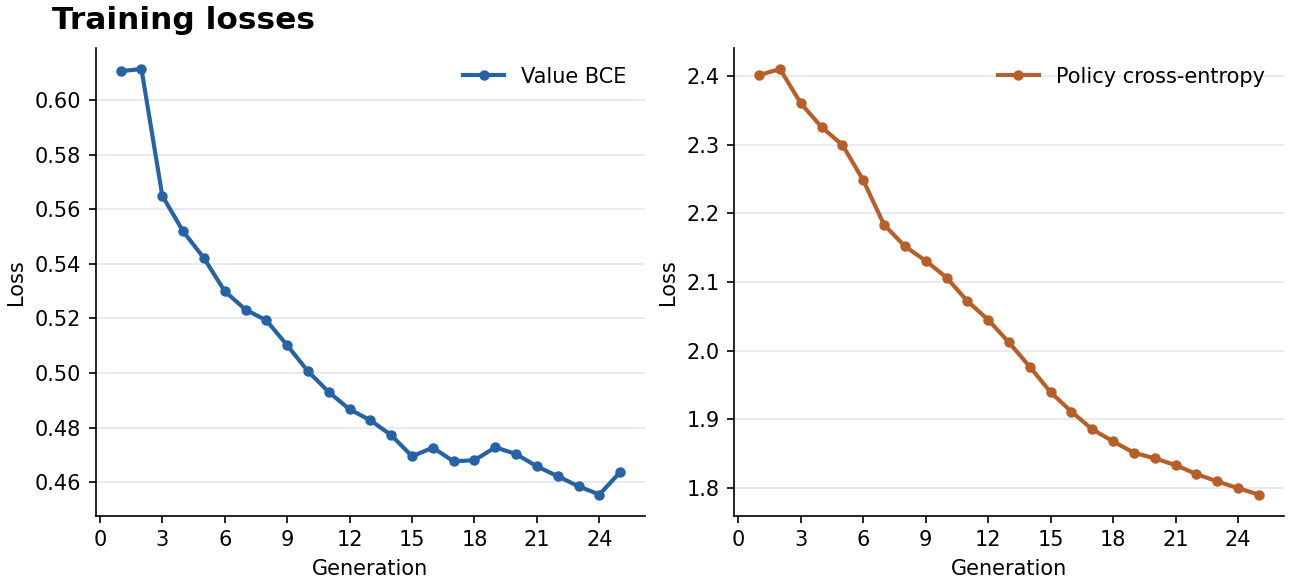 Training losses
Value BCE
0.60
0.58
0.56
0.54
0.52
0.50
0.48
0.46
Loss
0 3 6 9 12 15 18 21 24
Generation
Policy cross-entropy
2.4
2.3
2.2
2.1
2.0
1.9
1.8
Loss
0 3 6 9 12 15 18 21 24
Generation